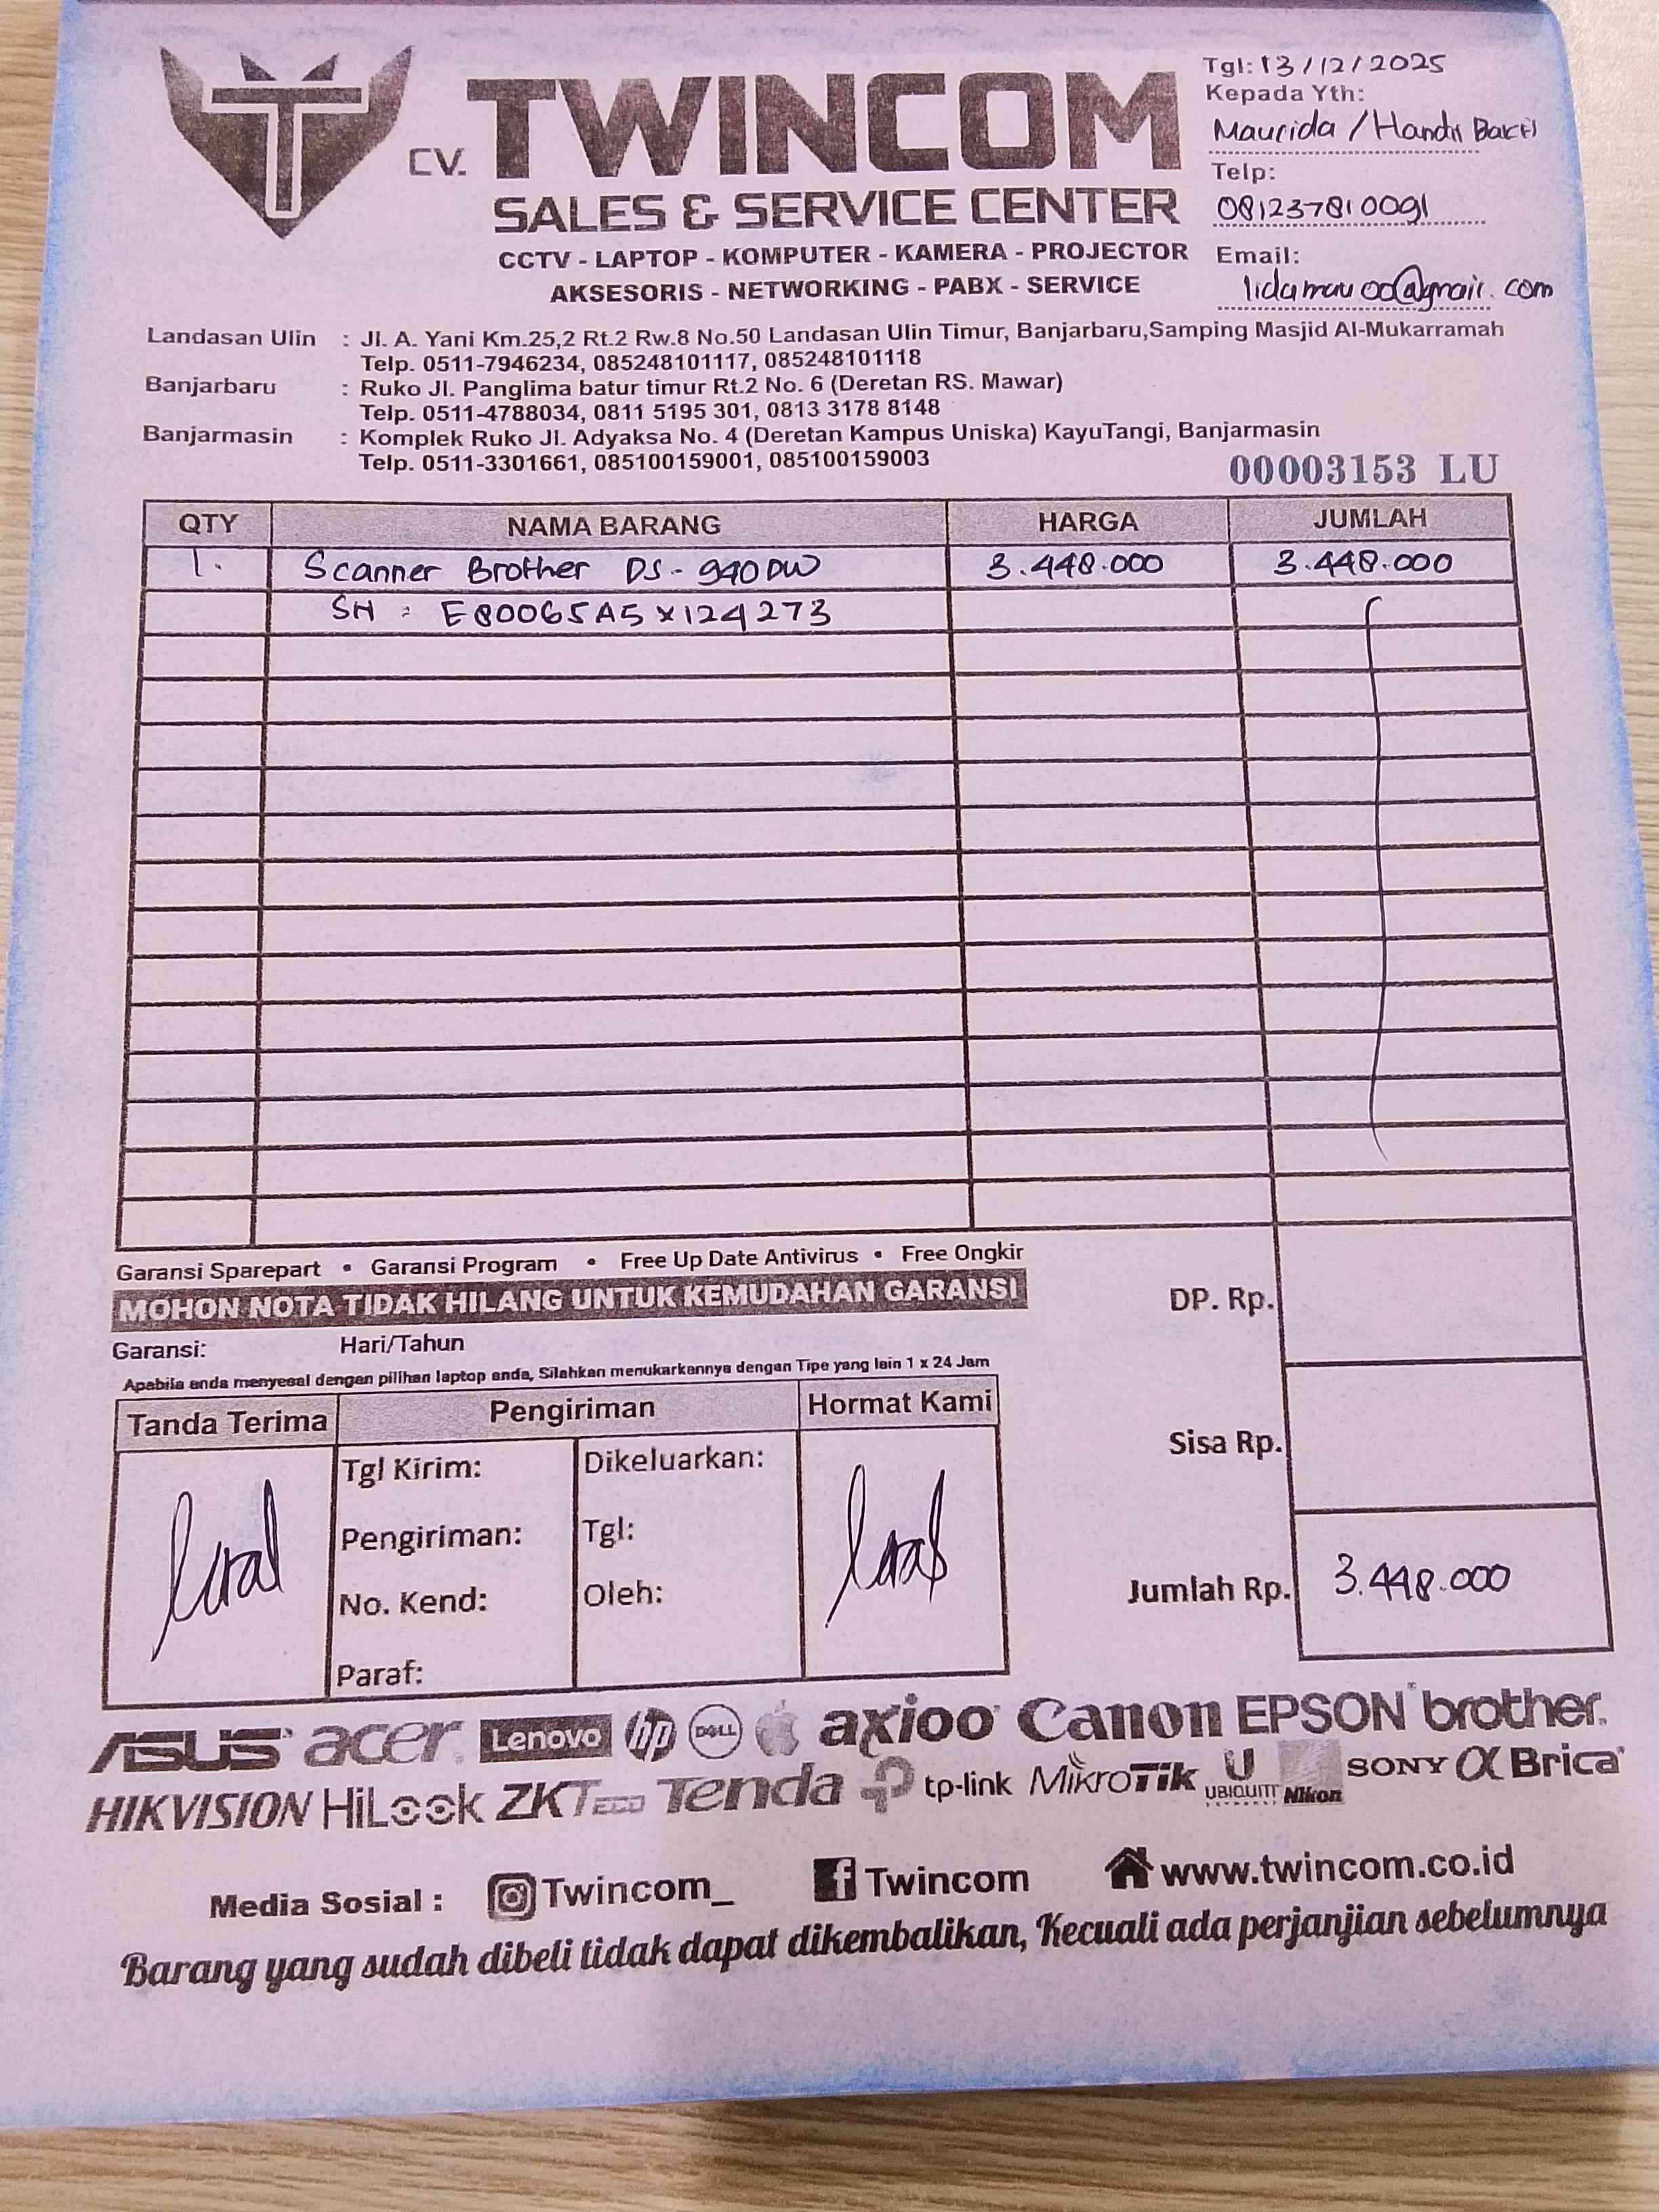 CV. TWINCOM
SALES & SERVICE CENTER
CCTV - LAPTOP - KOMPUTER - KAMERA - PROJECTOR
AKSESORIS - NETWORKING - PABX - SERVICE
Tgl: 13/12/2025
Kepada Yth:
Maurida / Handri Bakti
Telp:
081237810091
Email:
lidamau00@gmail.com
Landasan Ulin : Jl. A. Yani Km.25,2 Rt.2 Rw.8 No.50 Landasan Ulin Timur, Banjarbaru,Samping Masjid Al-Mukarramah
Telp. 0511-7946234, 085248101117, 085248101118
Banjarbaru : Ruko Jl. Panglima batur timur Rt.2 No. 6 (Deretan RS. Mawar)
Telp. 0511-4788034, 0811 5195 301, 0813 3178 8148
Banjarmasin : Komplek Ruko Jl. Adyaksa No. 4 (Deretan Kampus Uniska) KayuTangi, Banjarmasin
Telp. 0511-3301661, 085100159001, 085100159003
00003153 LU
QTY NAMA BARANG HARGA JUMLAH
1. Scanner Brother DS-940DW 3.448.000 3.448.000
SN : E80065A5X124273
Garansi Sparepart • Garansi Program • Free Up Date Antivirus • Free Ongkir
MOHON NOTA TIDAK HILANG UNTUK KEMUDAHAN GARANSI
Garansi: Hari/Tahun
Apabila anda menyesal dengan pilihan laptop anda, Silahkan menukarkannya dengan Tipe yang lain 1 x 24 Jam
DP. Rp.
Sisa Rp.
Jumlah Rp. 3.448.000
Tanda Terima Pengiriman Hormat Kami
Tgl Kirim: Dikeluarkan:
Pengiriman: Tgl:
No. Kend: Oleh:
Paraf:
ASUS acer Lenovo hp DELL axioo Canon EPSON brother
HIKVISION HiLook ZKTeco Tenda tp-link MikroTik U UBIQUITI Nikon SONY α Brica
Media Sosial : Twincom_ f Twincom www.twincom.co.id
Barang yang sudah dibeli tidak dapat dikembalikan, Kecuali ada perjanjian sebelumnya